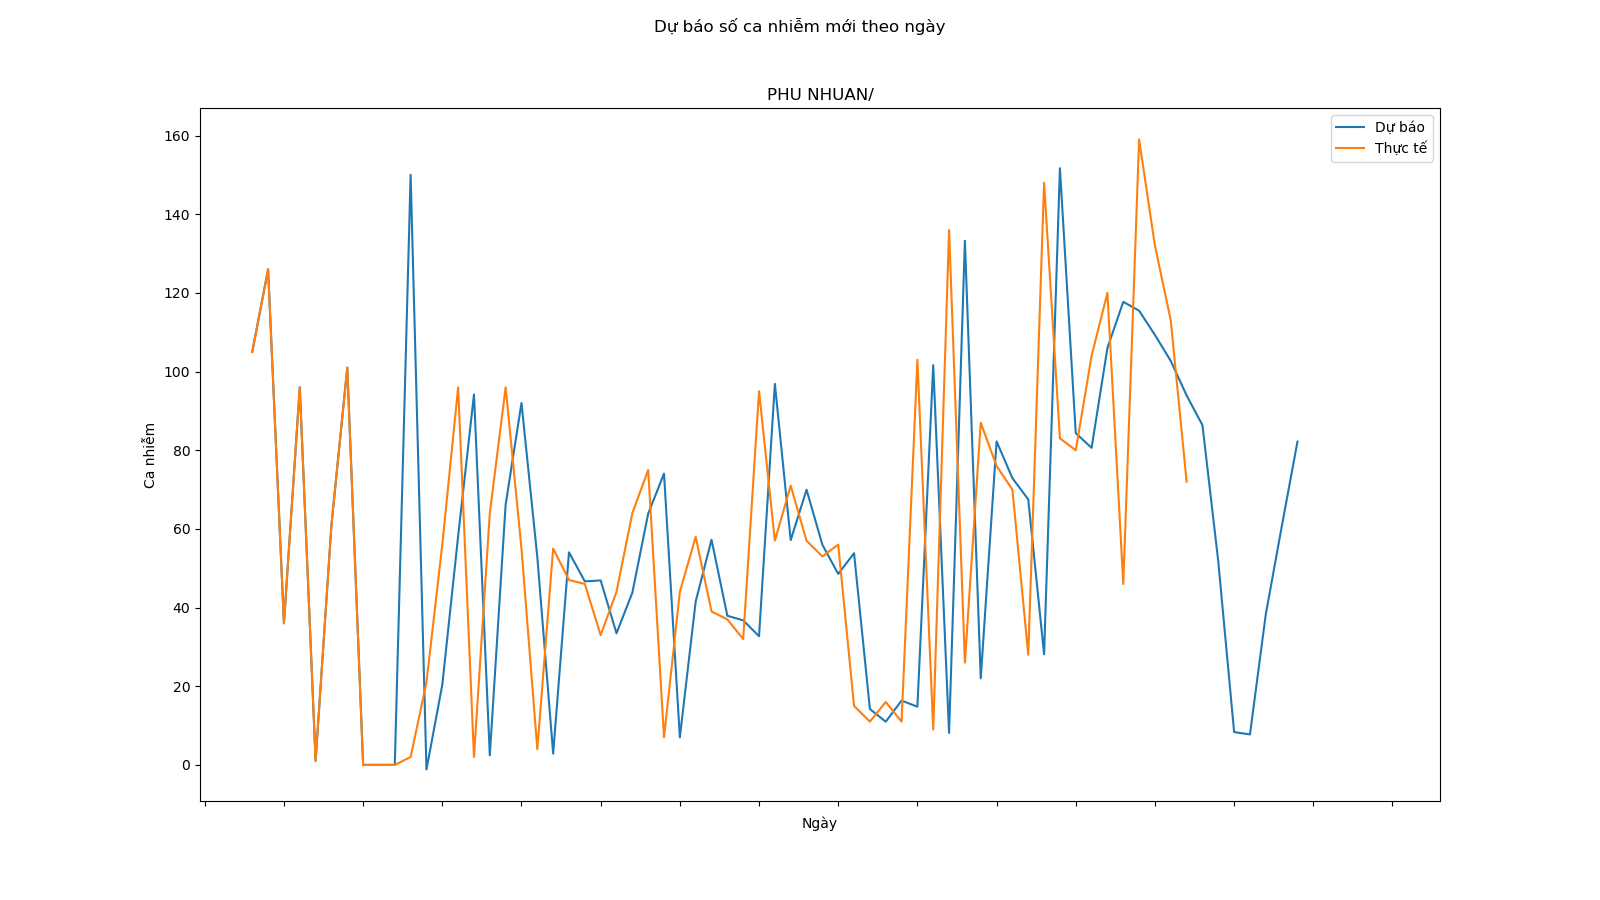 Dự báo số ca nhiễm mới theo ngày
PHU NHUAN/
Dự báo
Thực tế
160
140
120
100
80
60
40
20
0
Ca nhiễm
Ngày